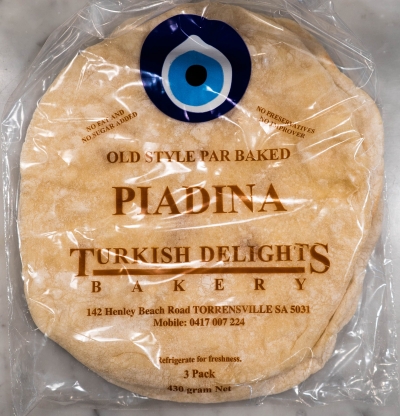 NO FAT AND
NO SUGAR ADDED
NO PRESERVATIVES
NO IMPROVER
OLD STYLE PAR BAKED
PIADINA
TURKISH DELIGHTS
BAKERY
142 Henley Beach Road TORRENSVILLE SA 5031
Mobile: 0417 007 224
Refrigerate for freshness.
3 Pack
430 gram Net